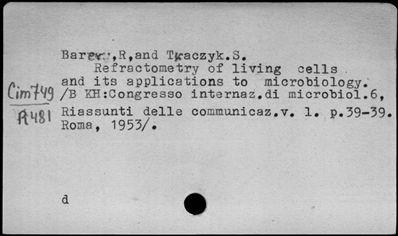 Barer,R,and Tkaczyk.S.
Refractometry of living cells
and its applications to microbiology.
/B KH:Congresso internaz.di microbiol.6,
Riassunti delle communicaz.v. l. p.39-39.
Roma, 1953/.
Cim749
A481
d